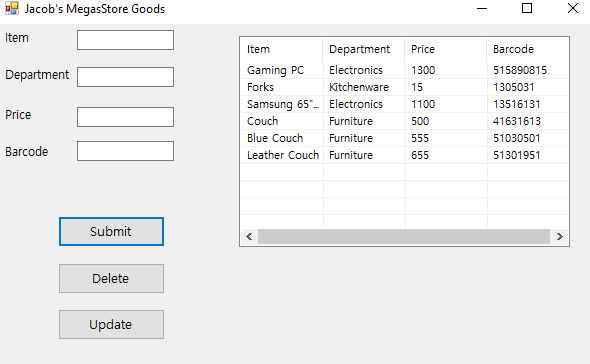 Jacob's MegasStore Goods
Item
Department
Price
Barcode
Submit
Delete
Update
Item Department Price Barcode
Gaming PC Electronics 1300 515890815
Forks Kitchenware 15 1305031
Samsung 65"... Electronics 1100 13516131
Couch Furniture 500 41631613
Blue Couch Furniture 555 51030501
Leather Couch Furniture 655 51301951